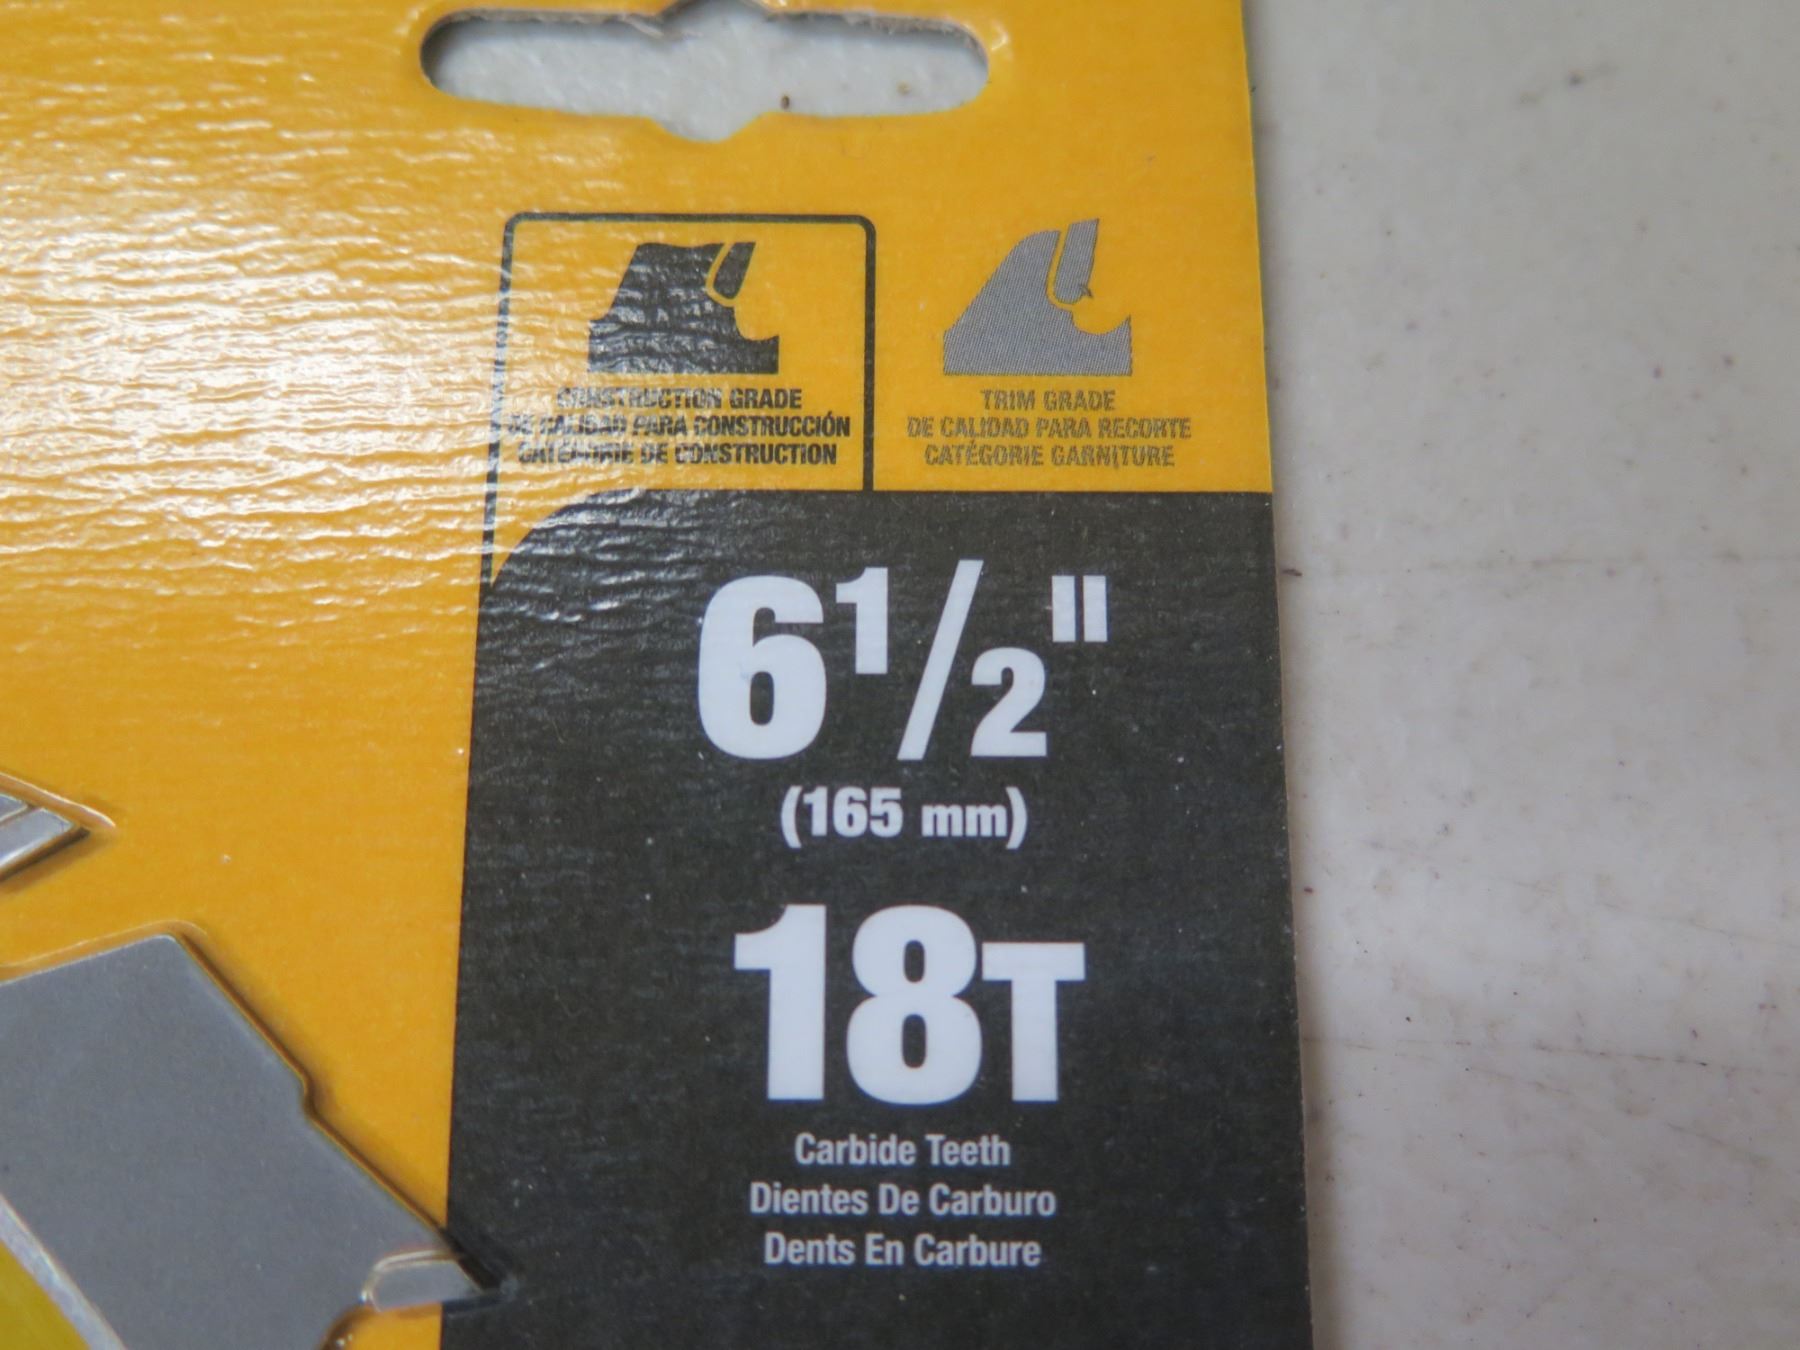 CONSTRUCTION GRADE
DE CALIDAD PARA CONSTRUCCIÓN
CATÉGORIE DE CONSTRUCTION
TRIM GRADE
DE CALIDAD PARA RECORTE
CATÉGORIE GARNITURE
6 1/2"
(165 mm)
18T
Carbide Teeth
Dientes De Carburo
Dents En Carbure